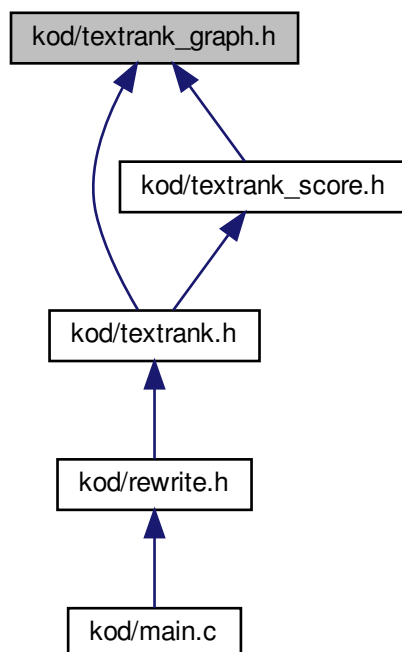 kod/textrank_graph.h
kod/textrank_score.h
kod/textrank.h
kod/rewrite.h
kod/main.c